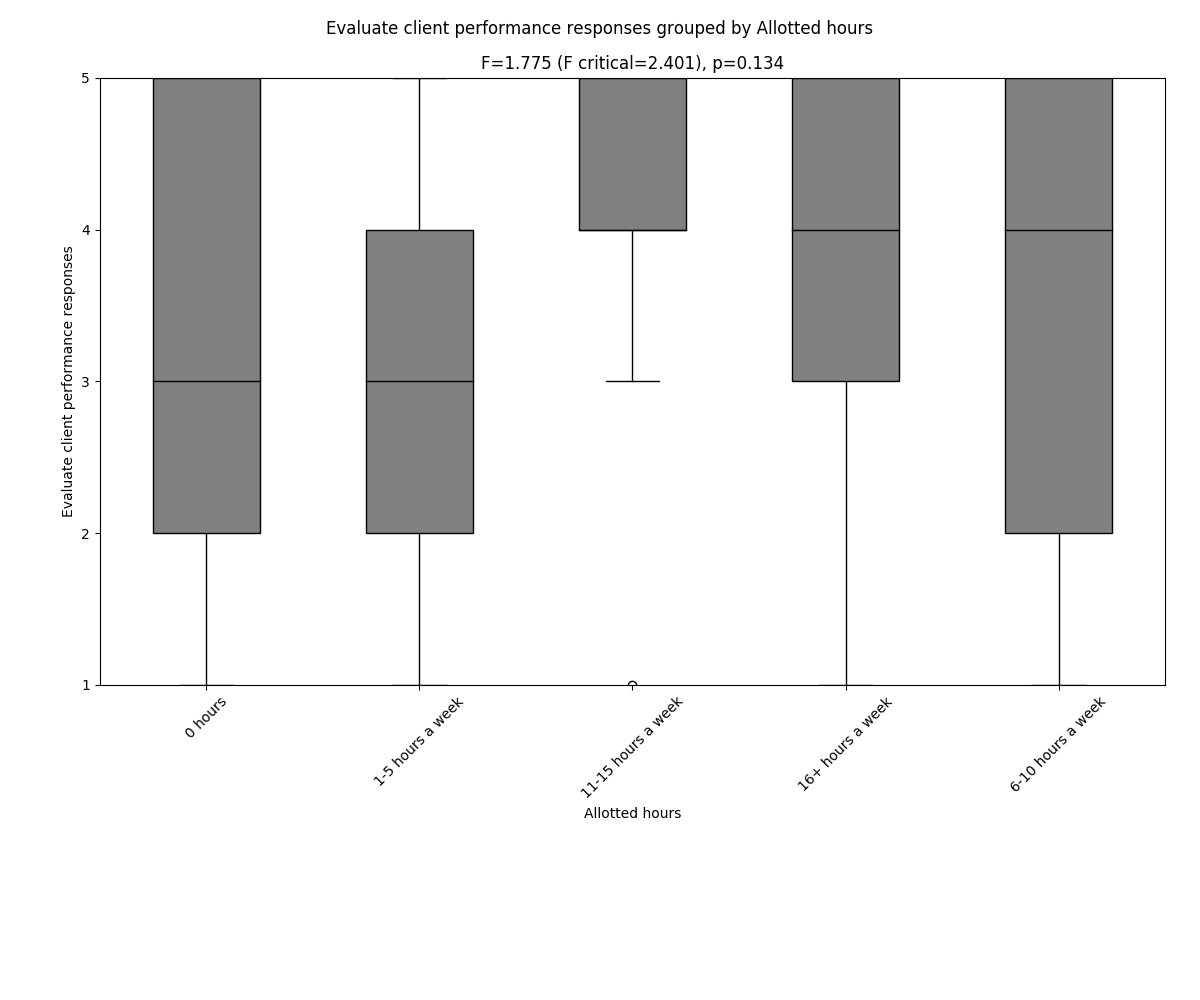 Evaluate client performance responses grouped by Allotted hours
F=1.775 (F critical=2.401), p=0.134
5
4
3
2
1
Evaluate client performance responses
0 hours
1-5 hours a week
11-15 hours a week
16+ hours a week
6-10 hours a week
Allotted hours